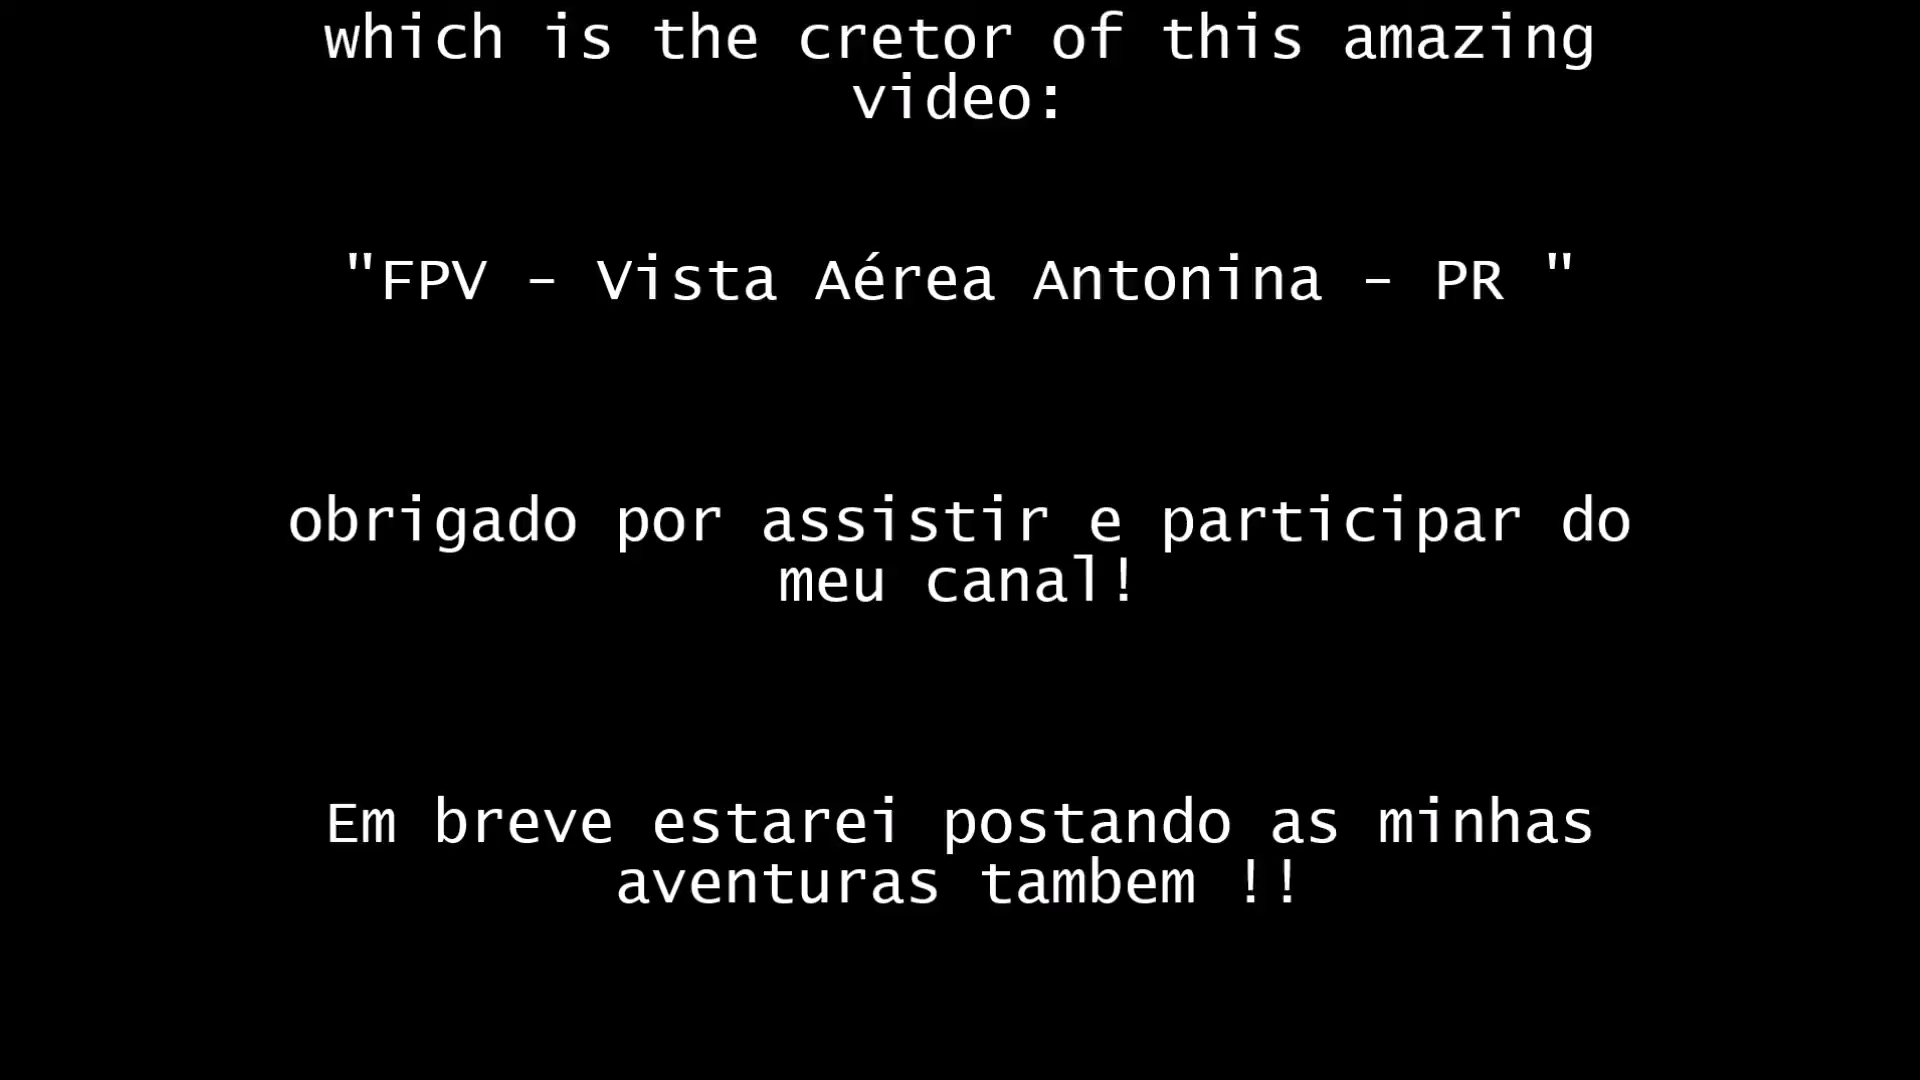 which is the cretor of this amazing
video:
"FPV - Vista Aérea Antonina - PR "
obrigado por assistir e participar do
meu canal!
Em breve estarei postando as minhas
aventuras tambem !!